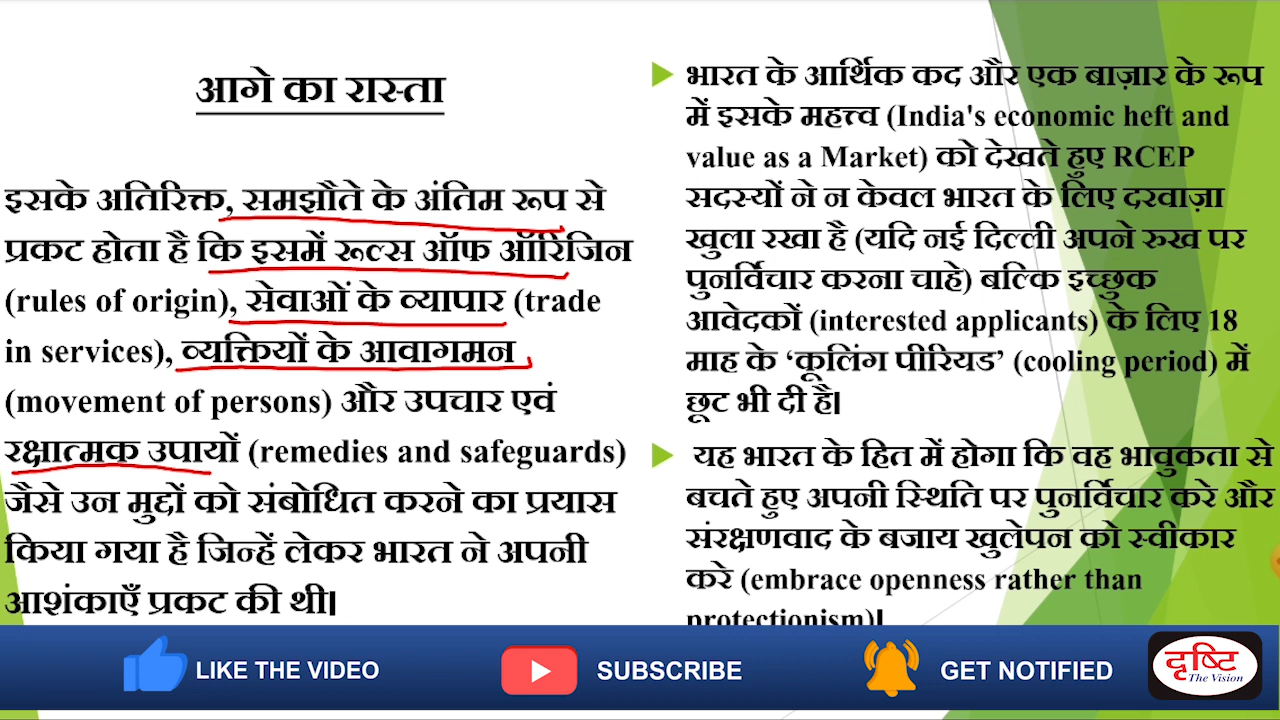 आगे का रास्ता
इसके अतिरिक्त, समझौते के अंतिम रूप से
प्रकट होता है कि इसमें रूल्स ऑफ ऑरिजिन
(rules of origin), सेवाओं के व्यापार (trade
in services), व्यक्तियों के आवागमन
(movement of persons) और उपचार एवं
रक्षात्मक उपायों (remedies and safeguards)
जैसे उन मुद्दों को संबोधित करने का प्रयास
किया गया है जिन्हें लेकर भारत ने अपनी
आशंकाएँ प्रकट की थी।
भारत के आर्थिक कद और एक बाज़ार के रूप
में इसके महत्त्व (India's economic heft and
value as a Market) को देखते हुए RCEP
सदस्यों ने न केवल भारत के लिए दरवाज़ा
खुला रखा है (यदि नई दिल्ली अपने रुख पर
पुनर्विचार करना चाहे) बल्कि इच्छुक
आवेदकों (interested applicants) के लिए 18
माह के ‘कूलिंग पीरियड’ (cooling period) में
छूट भी दी है।
यह भारत के हित में होगा कि वह भावुकता से
बचते हुए अपनी स्थिति पर पुनर्विचार करे और
संरक्षणवाद के बजाय खुलेपन को स्वीकार
करे (embrace openness rather than
protectionism)।
LIKE THE VIDEO
SUBSCRIBE
GET NOTIFIED
दृष्टि
The Vision